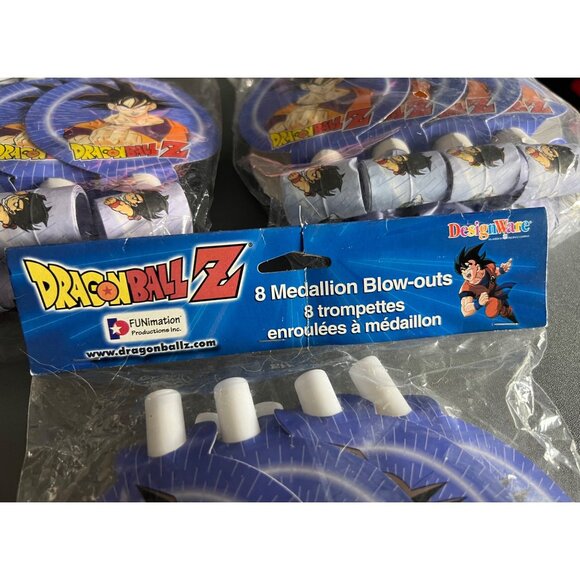 DRAGONBALL Z
DRAGONBALL Z
DRAGONBALL Z®
FUNimation®
Productions Inc.
www.dragonballz.com
8 Medallion Blow-outs
8 trompettes
enroulées à médaillon
DesignWare®